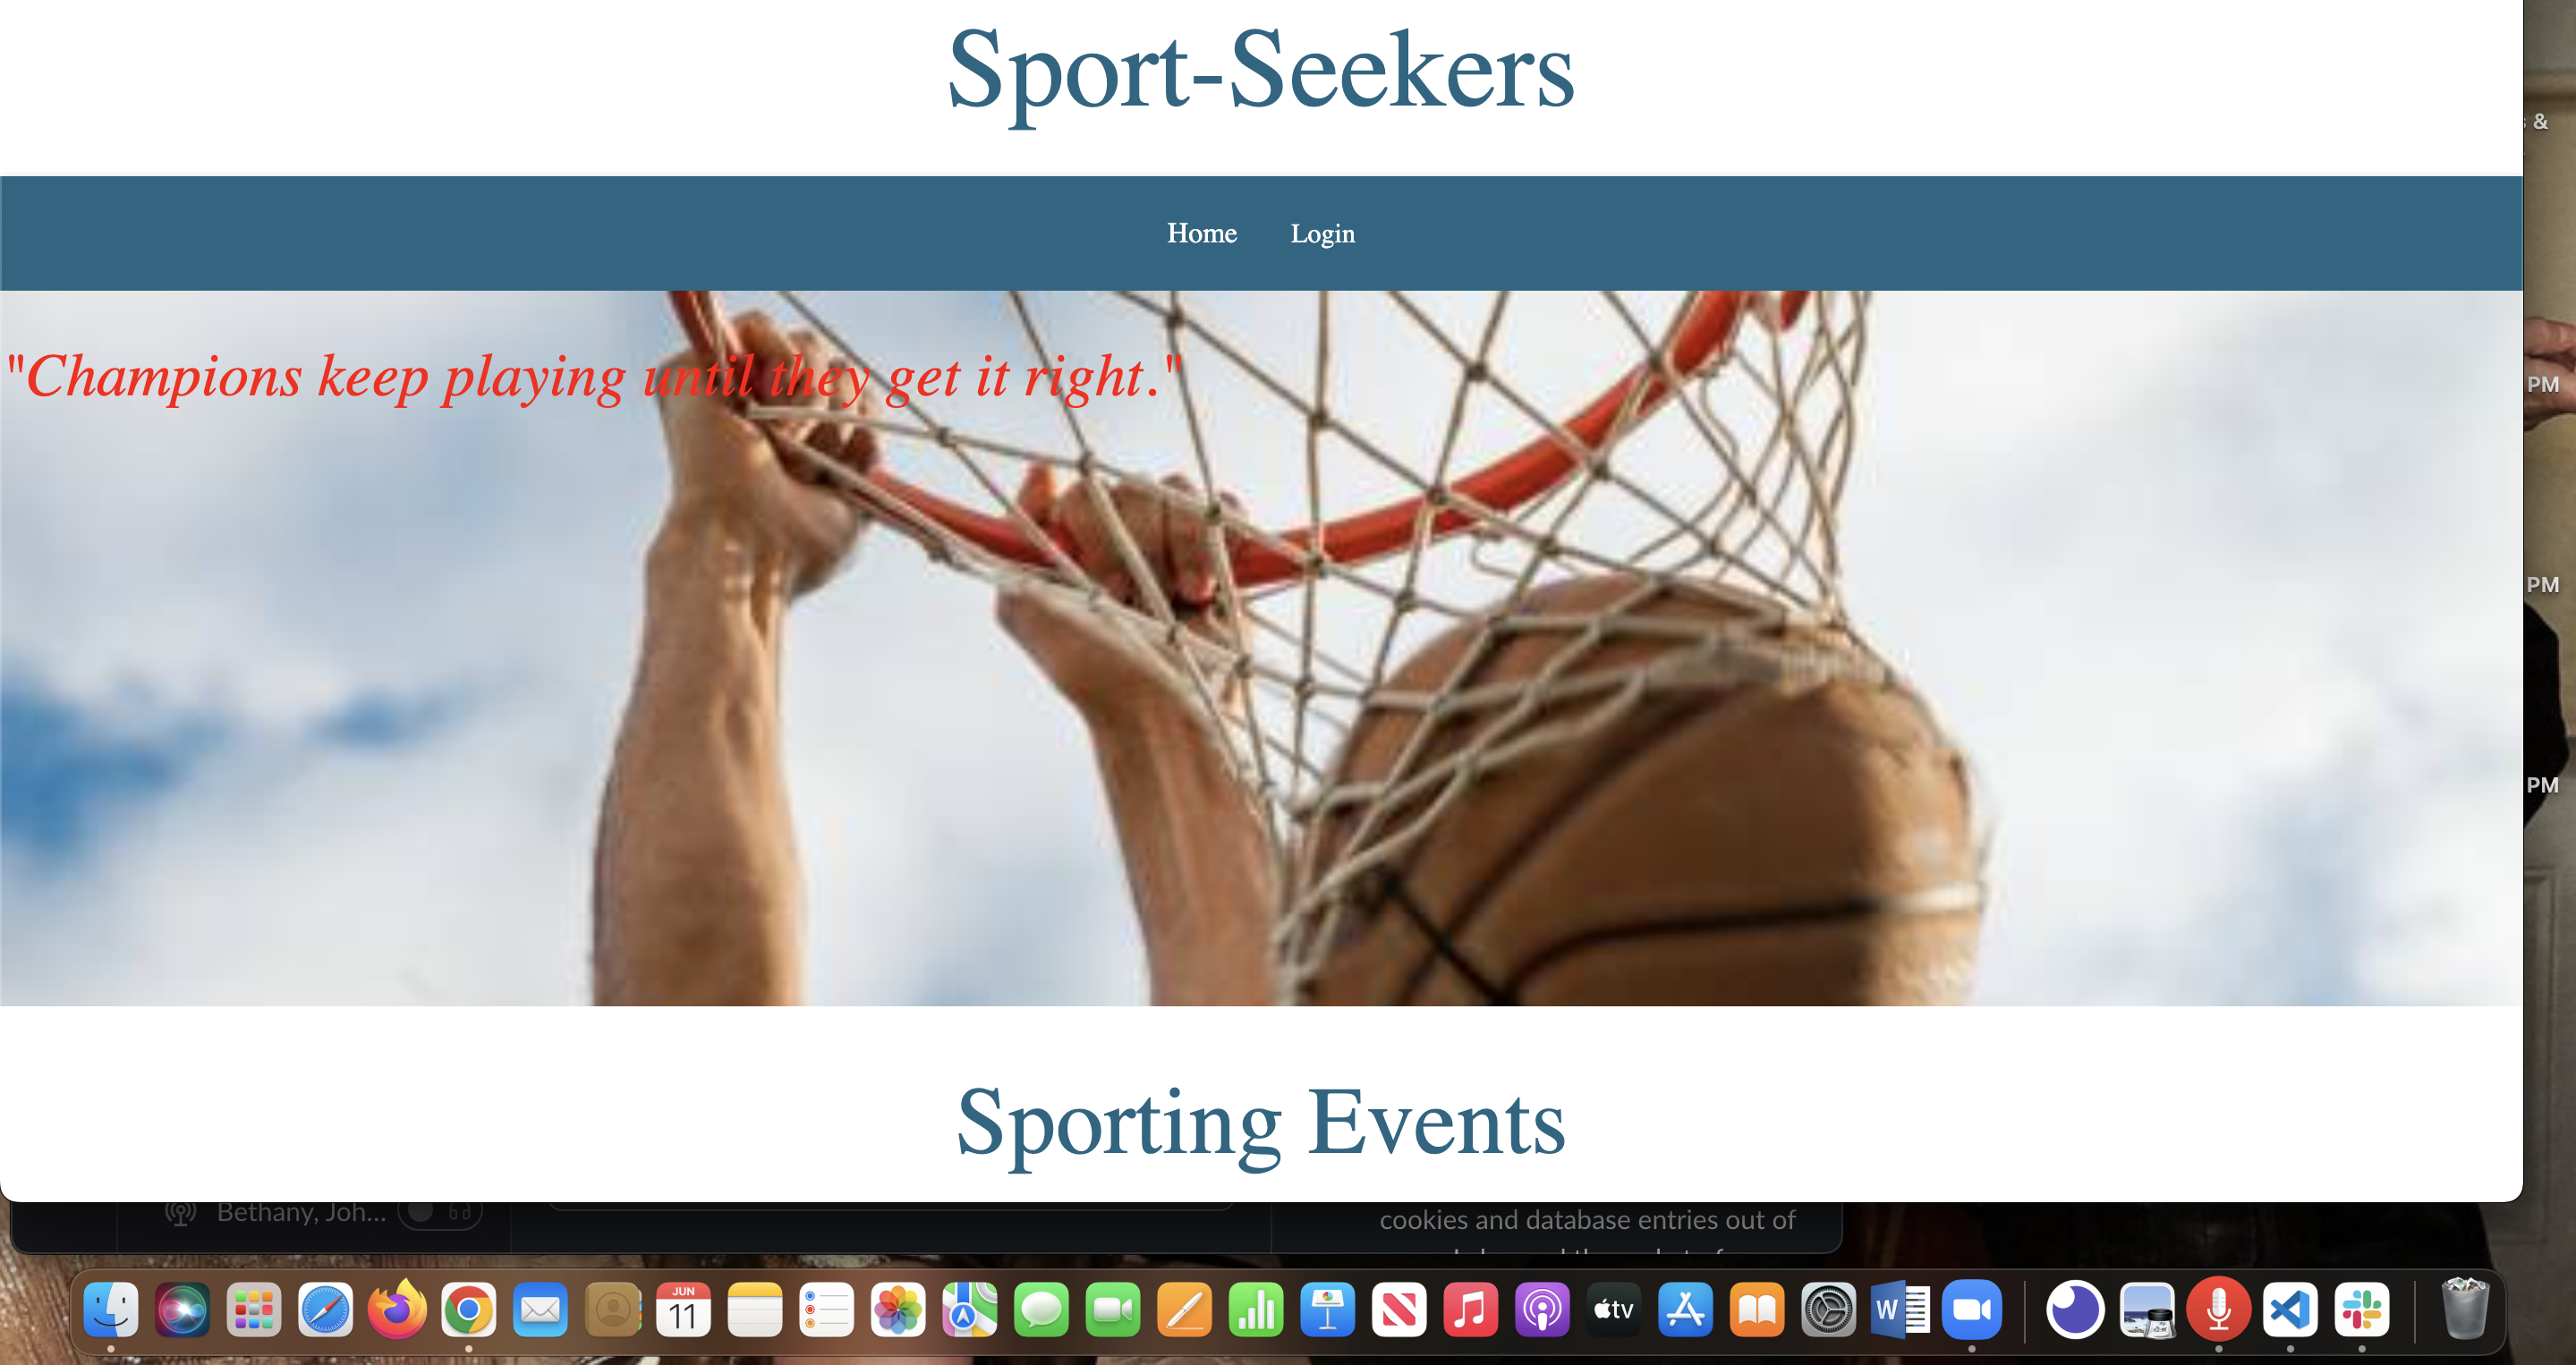 Sport-Seekers
&
Home Login
"Champions keep playing until they get it right."
PM
PM
PM
Sporting Events
Bethany, Joh...
cookies and database entries out of
JUN
11
tv
W